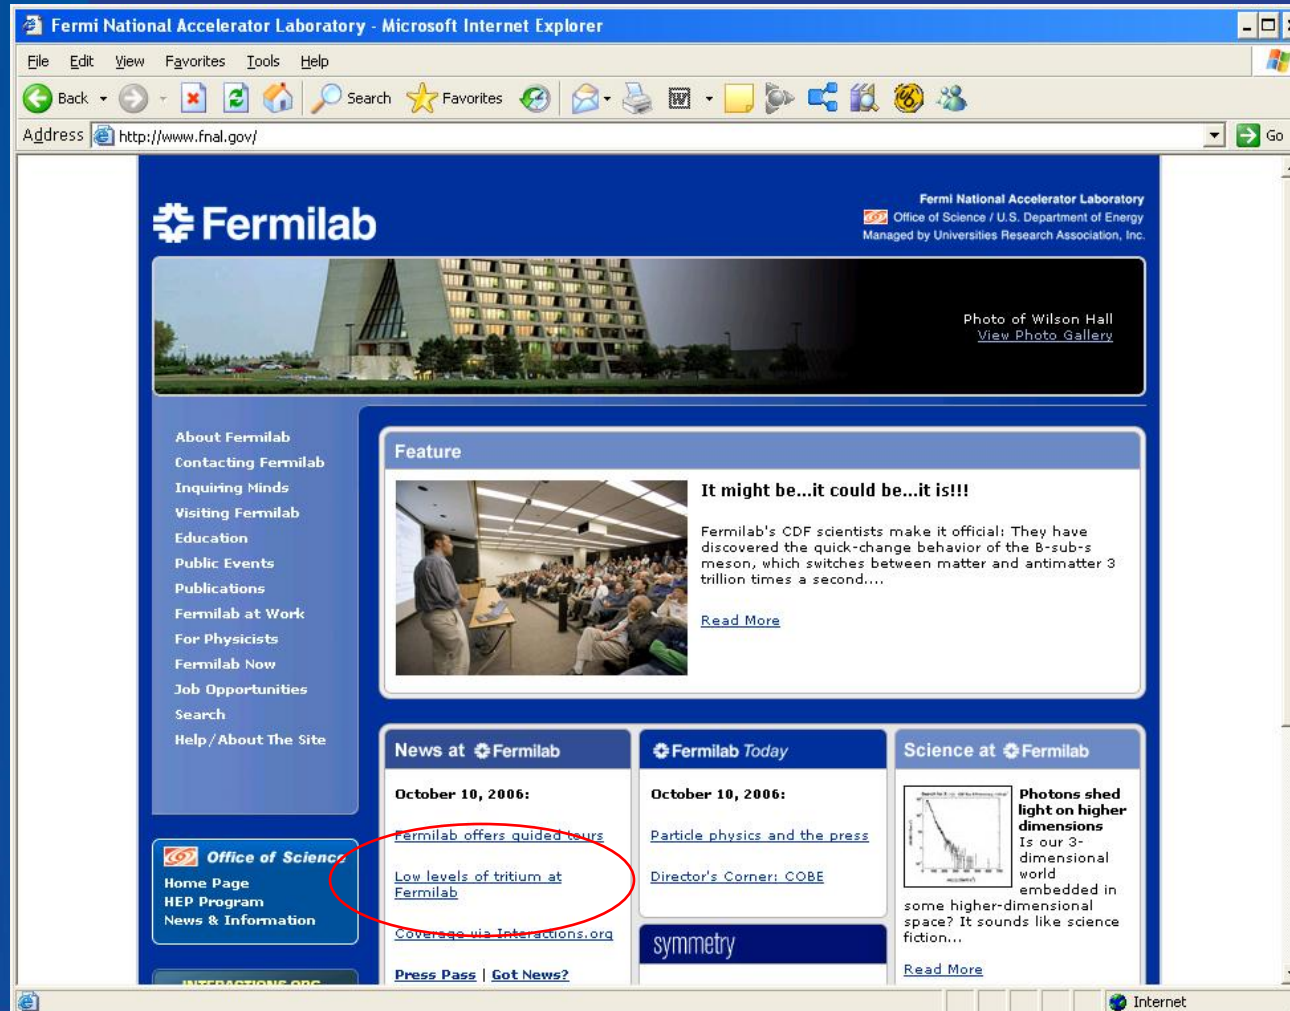 Fermi National Accelerator Laboratory - Microsoft Internet Explorer
File Edit View Favorites Tools Help
Back Search Favorites
Address http://www.fnal.gov/ Go
Fermilab
Fermi National Accelerator Laboratory
Office of Science / U.S. Department of Energy
Managed by Universities Research Association, Inc.
Photo of Wilson Hall
View Photo Gallery
About Fermilab
Contacting Fermilab
Inquiring Minds
Visiting Fermilab
Education
Public Events
Publications
Fermilab at Work
For Physicists
Fermilab Now
Job Opportunities
Search
Help/About The Site
Office of Science
Home Page
HEP Program
News & Information
INTERACTIONS.ORG
Feature
It might be...it could be...it is!!!
Fermilab's CDF scientists make it official: They have
discovered the quick-change behavior of the B-sub-s
meson, which switches between matter and antimatter 3
trillion times a second....
Read More
News at Fermilab
October 10, 2006:
Fermilab offers guided tours
Low levels of tritium at
Fermilab
Coverage via Interactions.org
Press Pass | Got News?
Fermilab Today
October 10, 2006:
Particle physics and the press
Director's Corner: COBE
symmetry
Science at Fermilab
Photons shed
light on higher
dimensions
Is our 3-
dimensional
world
embedded in
some higher-dimensional
space? It sounds like science
fiction...
Read More
Internet